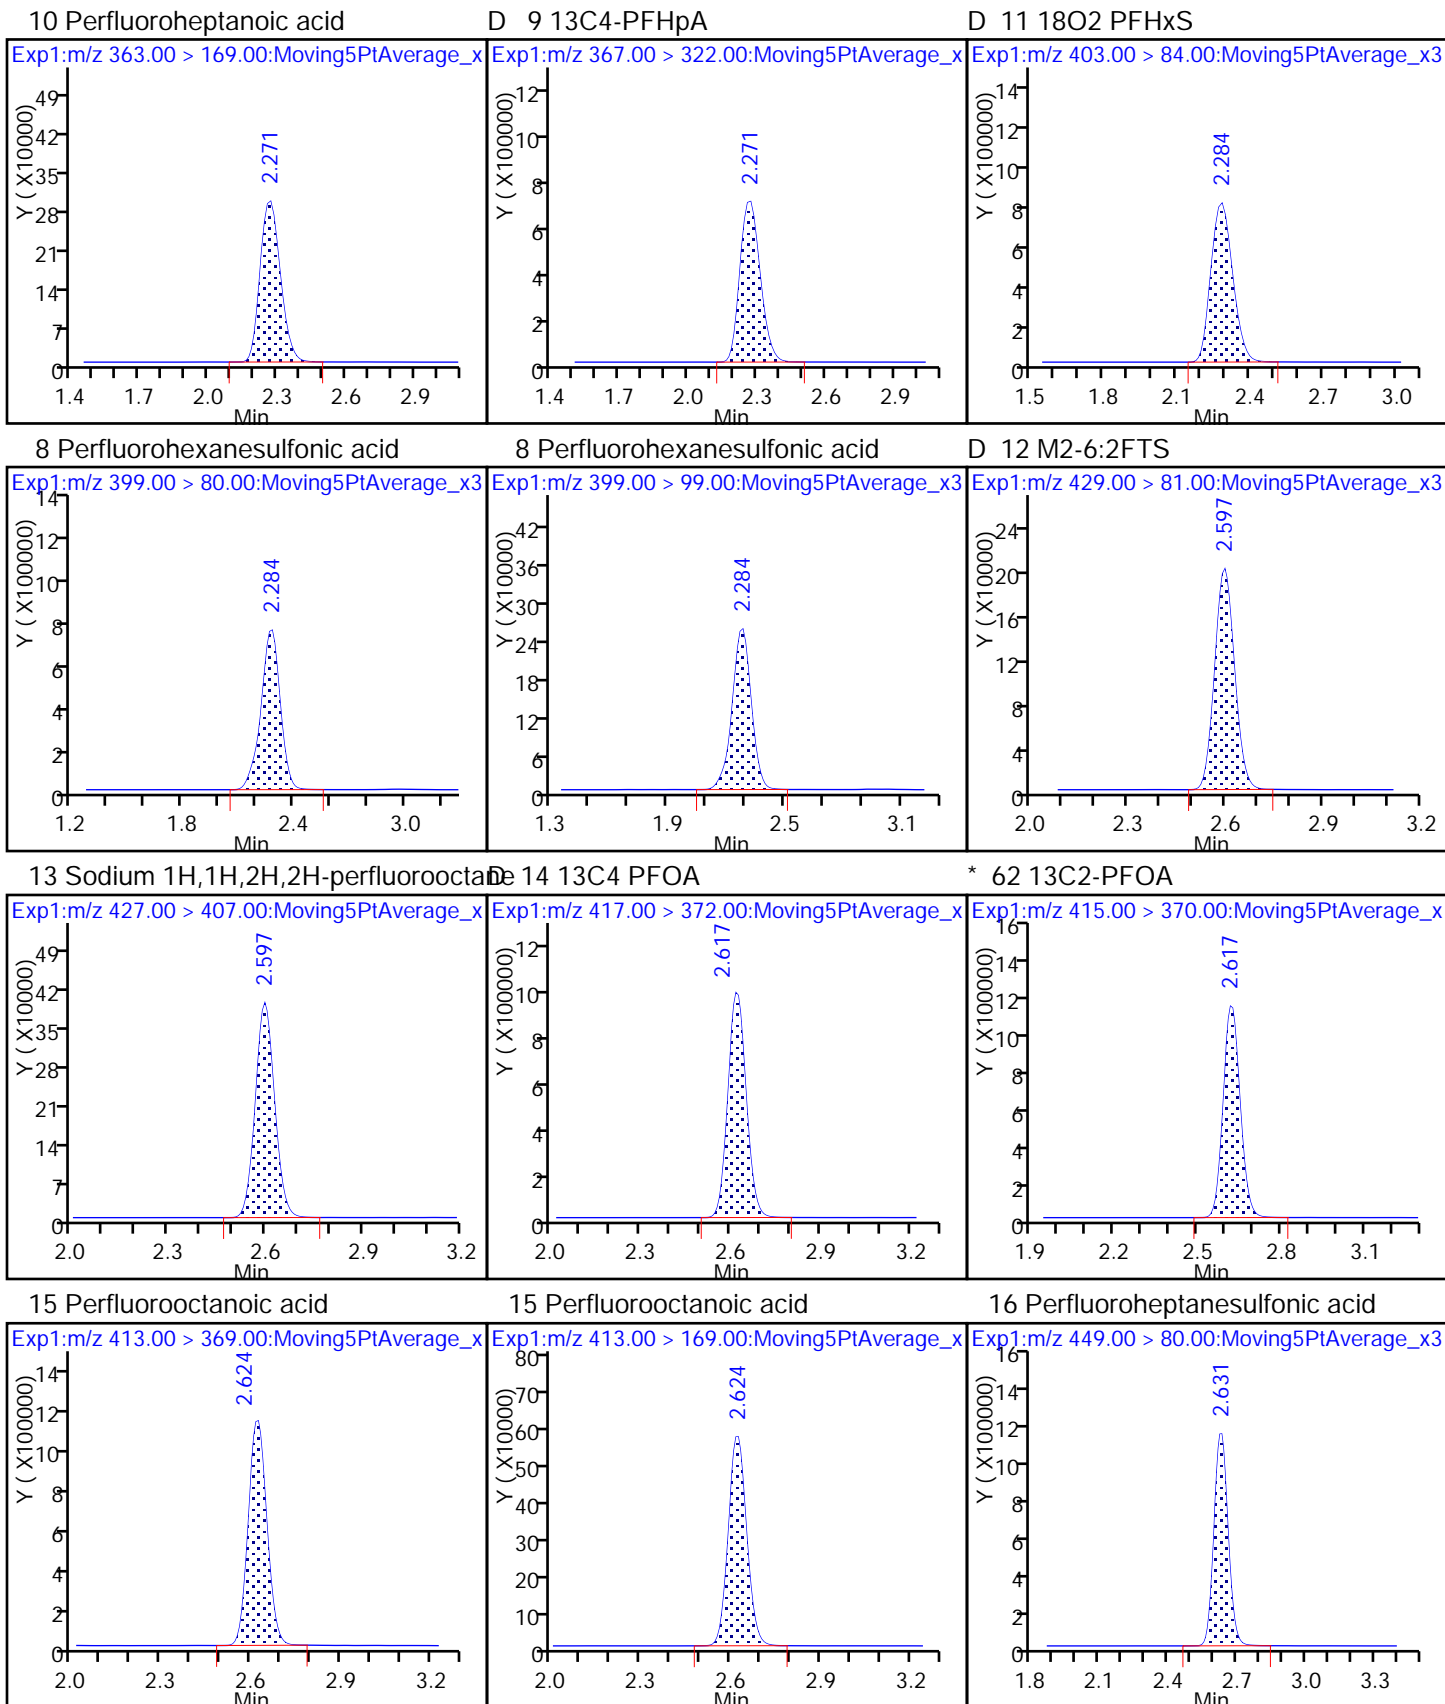 10 Perfluoroheptanoic acid
Exp1:m/z 363.00 > 169.00:Moving5PtAverage_x
Y ( X10000)
49
42
35
28
21
14
7
0
2.271
1.4 1.7 2.0 2.3 2.6 2.9
Min
D 9 13C4-PFHpA
Exp1:m/z 367.00 > 322.00:Moving5PtAverage_x
Y ( X100000)
12
10
8
6
4
2
0
2.271
1.4 1.7 2.0 2.3 2.6 2.9
Min
D 11 18O2 PFHxS
Exp1:m/z 403.00 > 84.00:Moving5PtAverage_x3
Y ( X100000)
14
12
10
8
6
4
2
0
2.284
1.5 1.8 2.1 2.4 2.7 3.0
Min
8 Perfluorohexanesulfonic acid
Exp1:m/z 399.00 > 80.00:Moving5PtAverage_x3
Y ( X100000)
14
12
10
8
6
4
2
0
2.284
1.2 1.8 2.4 3.0
Min
8 Perfluorohexanesulfonic acid
Exp1:m/z 399.00 > 99.00:Moving5PtAverage_x3
Y ( X10000)
42
36
30
24
18
12
6
0
2.284
1.3 1.9 2.5 3.1
Min
D 12 M2-6:2FTS
Exp1:m/z 429.00 > 81.00:Moving5PtAverage_x3
Y ( X10000)
24
20
16
12
8
4
0
2.597
2.0 2.3 2.6 2.9 3.2
Min
13 Sodium 1H,1H,2H,2H-perfluorooctane
Exp1:m/z 427.00 > 407.00:Moving5PtAverage_x
Y ( X10000)
49
42
35
28
21
14
7
0
2.597
2.0 2.3 2.6 2.9 3.2
Min
D 14 13C4 PFOA
Exp1:m/z 417.00 > 372.00:Moving5PtAverage_x
Y ( X100000)
12
10
8
6
4
2
0
2.617
2.0 2.3 2.6 2.9 3.2
Min
* 62 13C2-PFOA
Exp1:m/z 415.00 > 370.00:Moving5PtAverage_x
Y ( X100000)
16
14
12
10
8
6
4
2
0
2.617
1.9 2.2 2.5 2.8 3.1
Min
15 Perfluorooctanoic acid
Exp1:m/z 413.00 > 369.00:Moving5PtAverage_x
Y ( X100000)
14
12
10
8
6
4
2
0
2.624
2.0 2.3 2.6 2.9 3.2
Min
15 Perfluorooctanoic acid
Exp1:m/z 413.00 > 169.00:Moving5PtAverage_x
Y ( X10000)
80
70
60
50
40
30
20
10
0
2.624
2.0 2.3 2.6 2.9 3.2
Min
16 Perfluoroheptanesulfonic acid
Exp1:m/z 449.00 > 80.00:Moving5PtAverage_x3
Y ( X100000)
16
14
12
10
8
6
4
2
0
2.631
1.8 2.1 2.4 2.7 3.0 3.3
Min